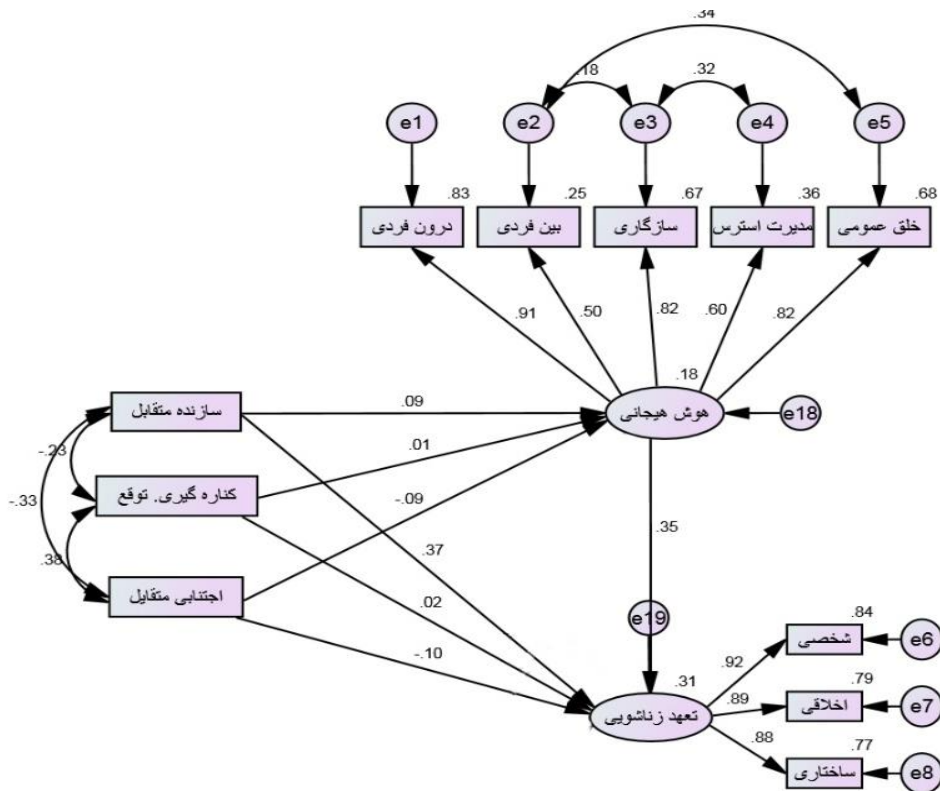 .34
.18
.32
e1
e2
e3
e4
e5
.83
.25
.67
.36
.68
درون فردی
بین فردی
سازگاری
مدیرت استرس
خلق عمومی
.91
.50
.82
.60
.82
.18
هوش هیجانی
e18
سازنده متقابل
کناره گیری. توقع
اجتنابی متقایل
-.23
-.33
.38
.09
.01
-.09
.37
.02
-.10
.35
e19
.31
تعهد زناشویی
.92
.89
.88
.84
شخصی
e6
.79
اخلاقی
e7
.77
ساختاری
e8